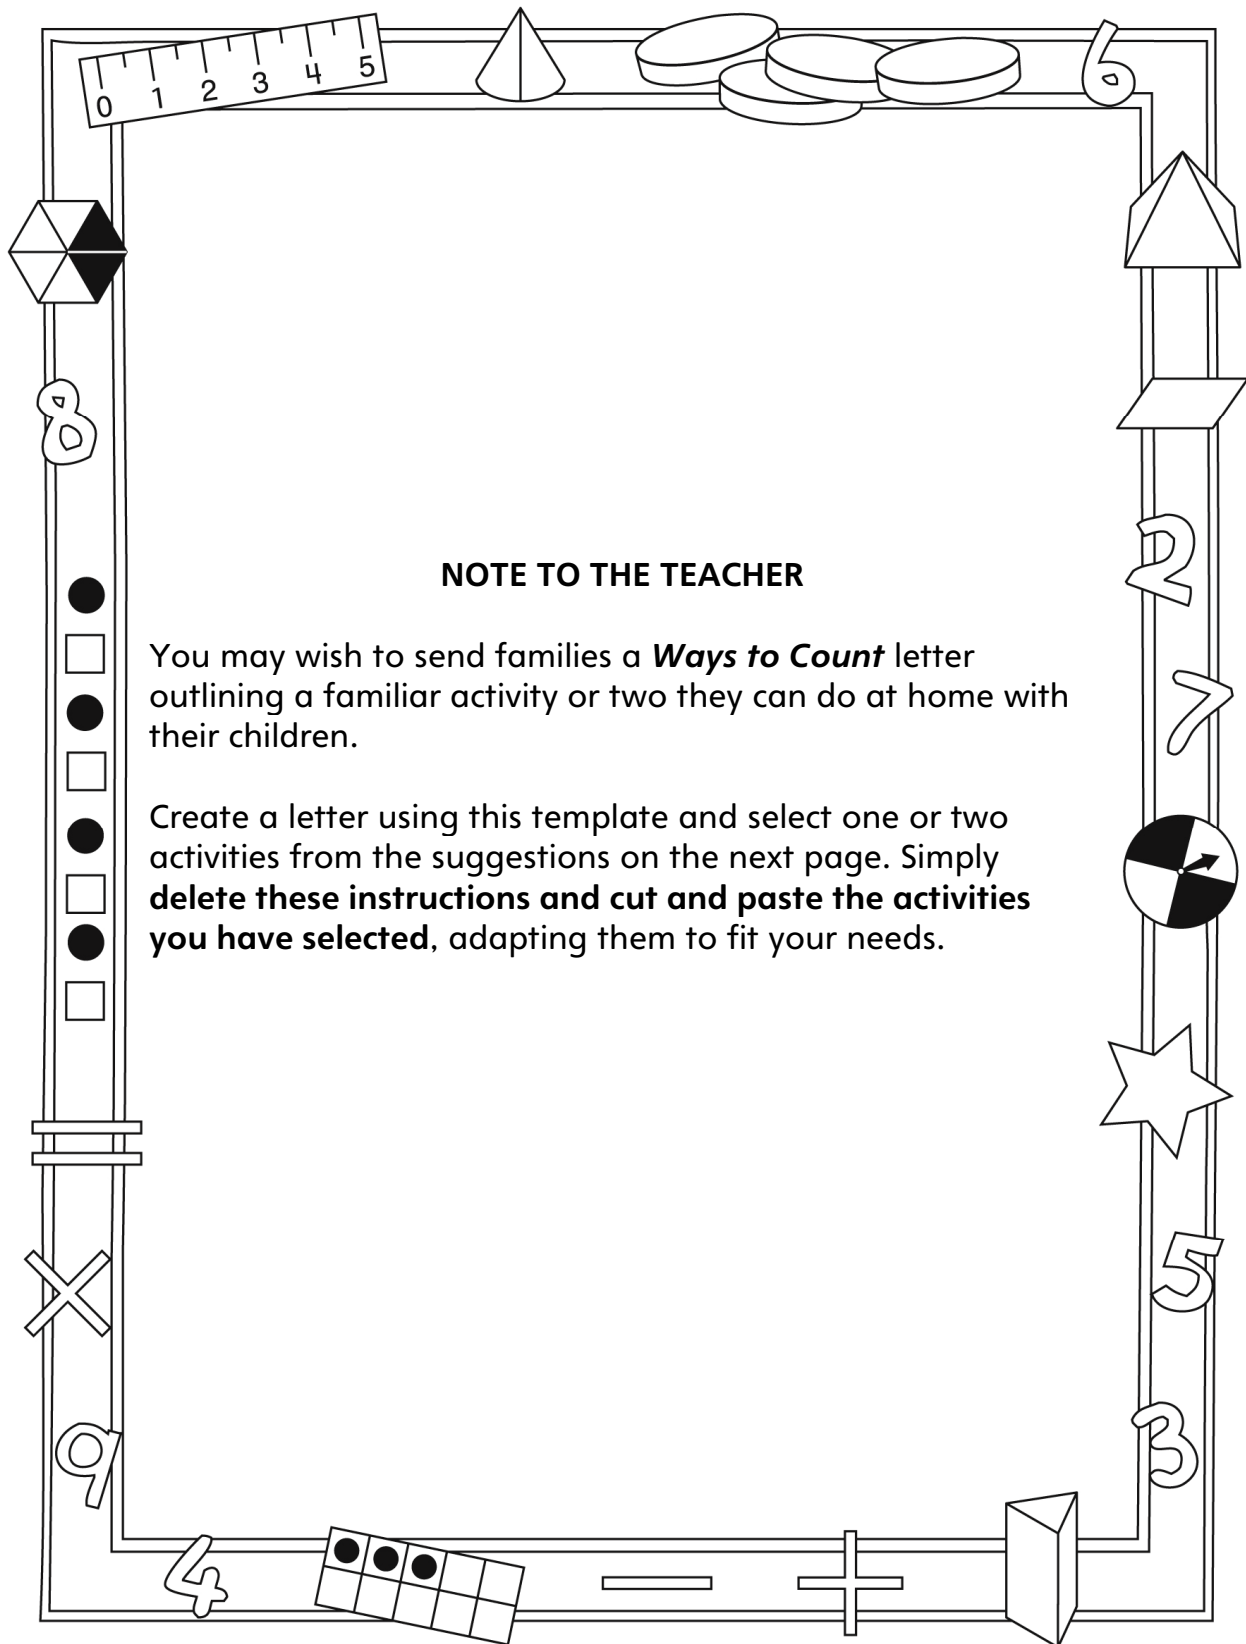 0 1 2 3 4 5
6
8
2
7
NOTE TO THE TEACHER
You may wish to send families a Ways to Count letter
outlining a familiar activity or two they can do at home with
their children.
Create a letter using this template and select one or two
activities from the suggestions on the next page. Simply
delete these instructions and cut and paste the activities
you have selected, adapting them to fit your needs.
=
×
5
9
3
4
−
+